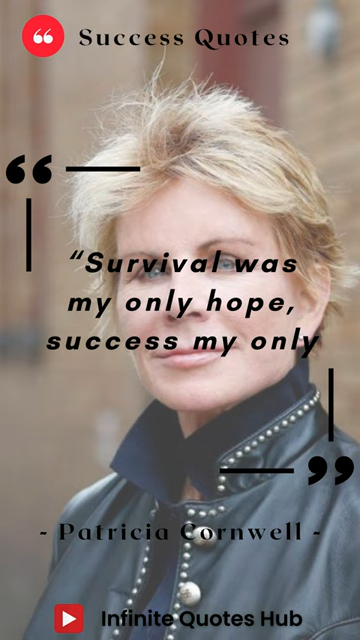 Success Quotes
“Survival was
my only hope,
success my only
- Patricia Cornwell -
Infinite Quotes Hub